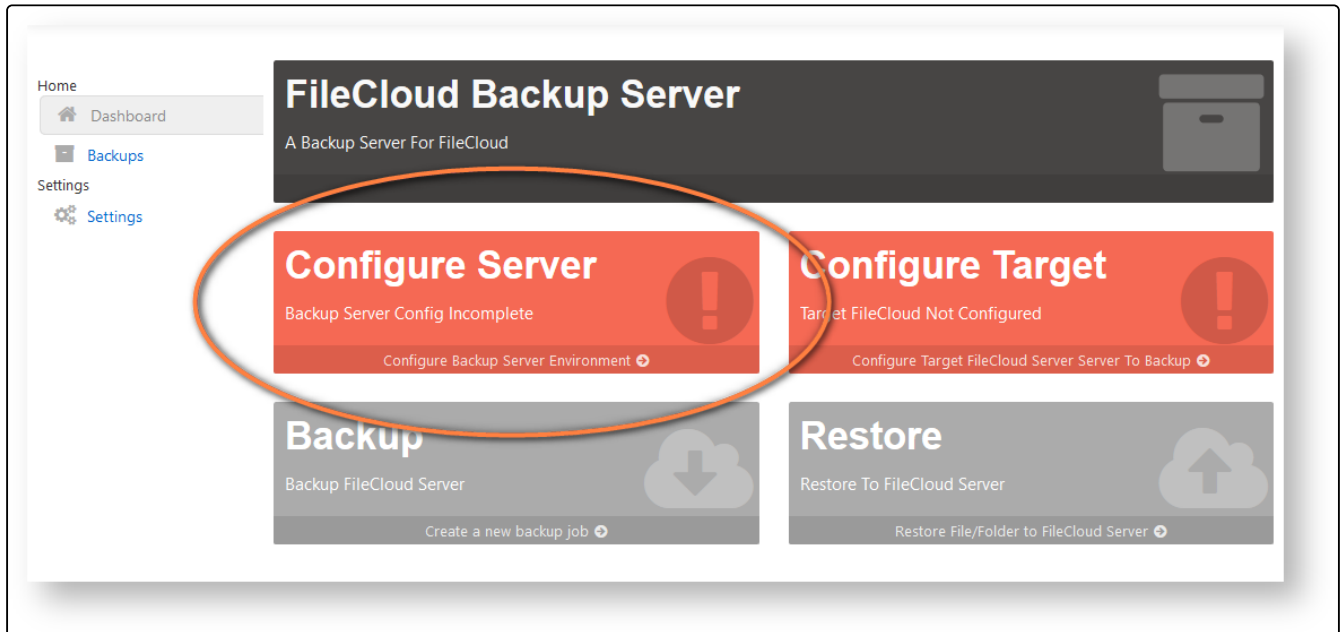 Home
Dashboard
Backups
Settings
Settings
FileCloud Backup Server
A Backup Server For FileCloud
Configure Server
Backup Server Config Incomplete
Configure Backup Server Environment
Configure Target
Target FileCloud Not Configured
Configure Target FileCloud Server Server To Backup
Backup
Backup FileCloud Server
Create a new backup job
Restore
Restore To FileCloud Server
Restore File/Folder to FileCloud Server